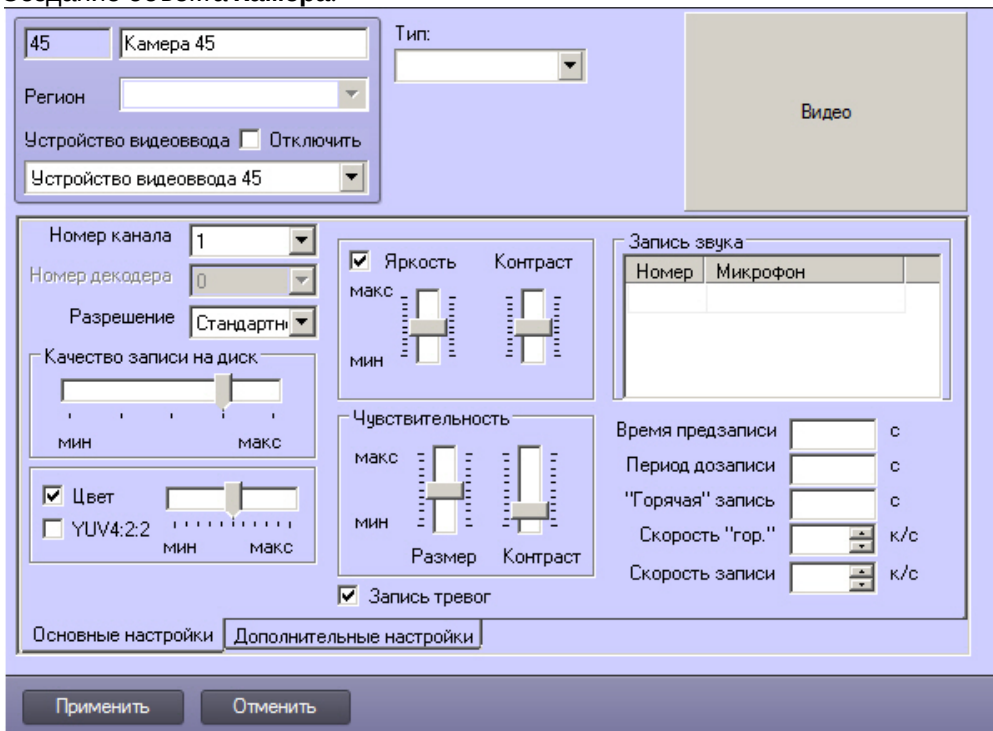 Создание объекта Камера.
45
Камера 45
Тип:
Регион
Видео
Устройство видеоввода
Отключить
Устройство видеоввода 45
Номер канала
1
Номер декодера
0
Разрешение
Стандартн
Качество записи на диск
мин
макс
Цвет
YUV4:2:2
мин
макс
Яркость
Контраст
макс
мин
Чувствительность
макс
мин
Размер
Контраст
Запись тревог
Запись звука
Номер
Микрофон
Время предзаписи
с
Период дозаписи
с
"Горячая" запись
с
Скорость "гор."
к/с
Скорость записи
к/с
Основные настройки
Дополнительные настройки
Применить
Отменить